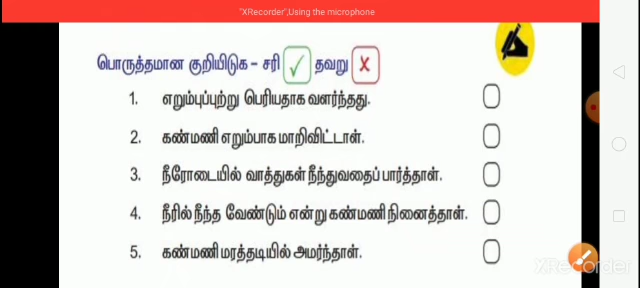 "XRecorder",Using the microphone
பொருத்தமான குறியிடுக – சரி ✓ தவறு ✗
1. எறும்புப்புற்று பெரியதாக வளர்ந்தது.
2. கண்மணி எறும்பாக மாறிவிட்டாள்.
3. நீரோடையில் வாத்துகள் நீந்துவதைப் பார்த்தாள்.
4. நீரில் நீந்த வேண்டும் என்று கண்மணி நினைத்தாள்.
5. கண்மணி மரத்தடியில் அமர்ந்தாள்.
XRecorder